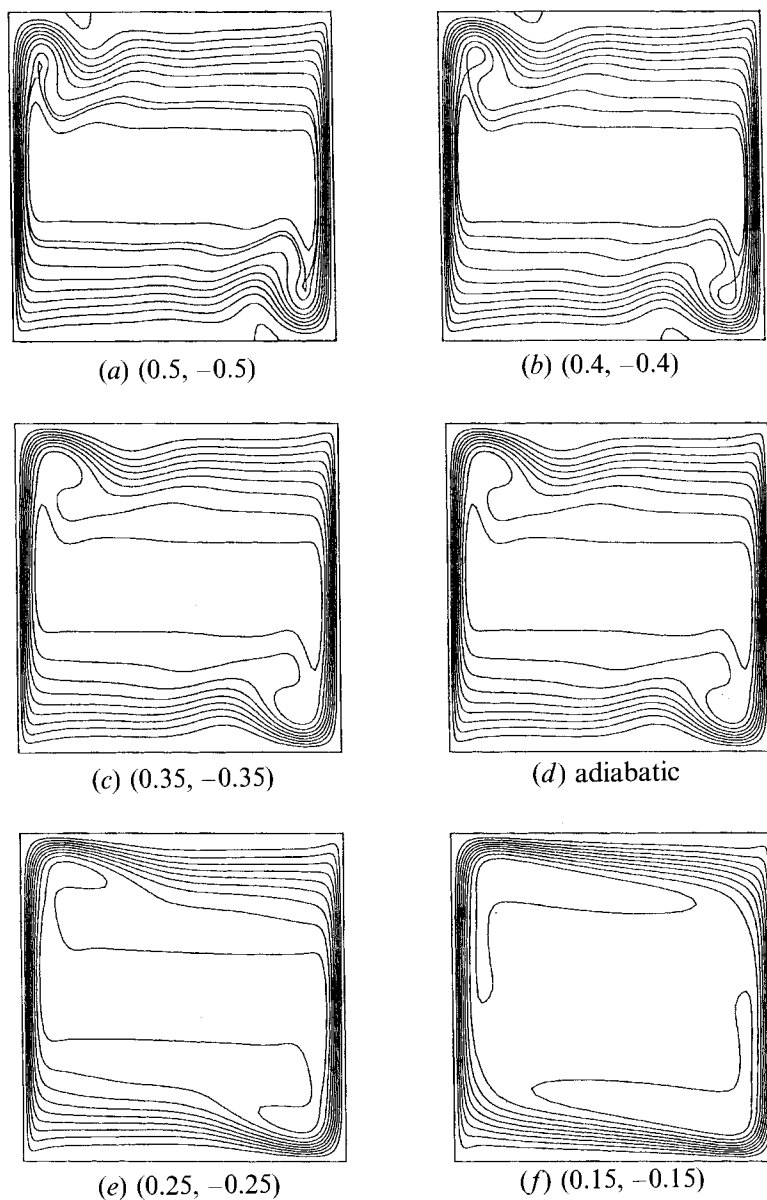 (a) (0.5, –0.5)
(b) (0.4, –0.4)
(c) (0.35, –0.35)
(d) adiabatic
(e) (0.25, –0.25)
(f) (0.15, –0.15)